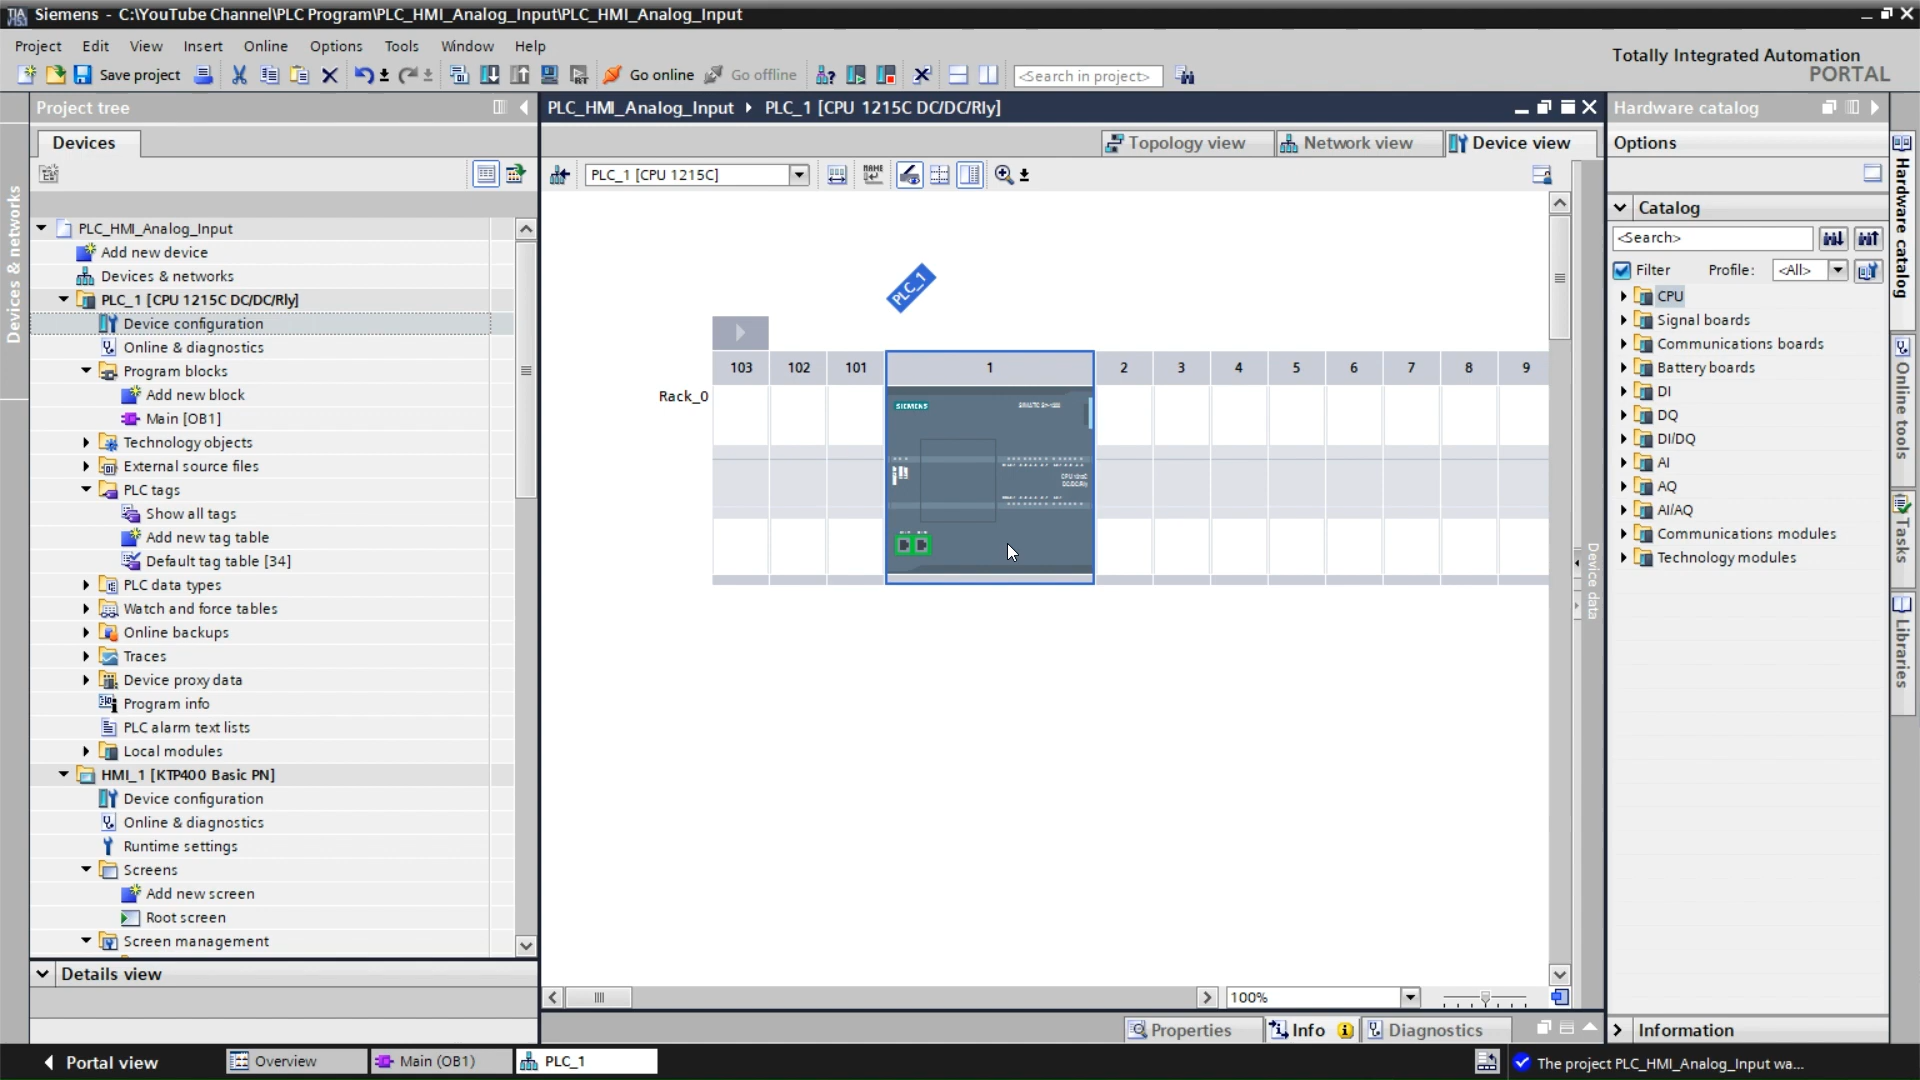 Siemens - C:\YouTube Channel\PLC Program\PLC_HMI_Analog_Input\PLC_HMI_Analog_Input
Project Edit View Insert Online Options Tools Window Help
Totally Integrated Automation
PORTAL
Save project
Go online
Go offline
<Search in project>
Project tree
PLC_HMI_Analog_Input ▸ PLC_1 [CPU 1215C DC/DC/Rly]
Hardware catalog
Devices
Topology view
Network view
Device view
Options
PLC_1 [CPU 1215C]
Devices & networks
PLC_HMI_Analog_Input
Add new device
Devices & networks
PLC_1 [CPU 1215C DC/DC/Rly]
Device configuration
Online & diagnostics
Program blocks
Add new block
Main [OB1]
Technology objects
External source files
PLC tags
Show all tags
Add new tag table
Default tag table [34]
PLC data types
Watch and force tables
Online backups
Traces
Device proxy data
Program info
PLC alarm text lists
Local modules
HMI_1 [KTP400 Basic PN]
Device configuration
Online & diagnostics
Runtime settings
Screens
Add new screen
Root screen
Screen management
Details view
PLC_1
103 102 101 1 2 3 4 5 6 7 8 9
Rack_0
SIEMENS
SIMATIC S7-1200
CPU 1215C
DC/DC/Rly
Device data
100%
Properties
Info
Diagnostics
Catalog
<Search>
Filter
Profile:
<All>
CPU
Signal boards
Communications boards
Battery boards
DI
DQ
DI/DQ
AI
AQ
AI/AQ
Communications modules
Technology modules
Information
Hardware catalog
Online tools
Tasks
Libraries
Portal view
Overview
Main (OB1)
PLC_1
The project PLC_HMI_Analog_Input wa...